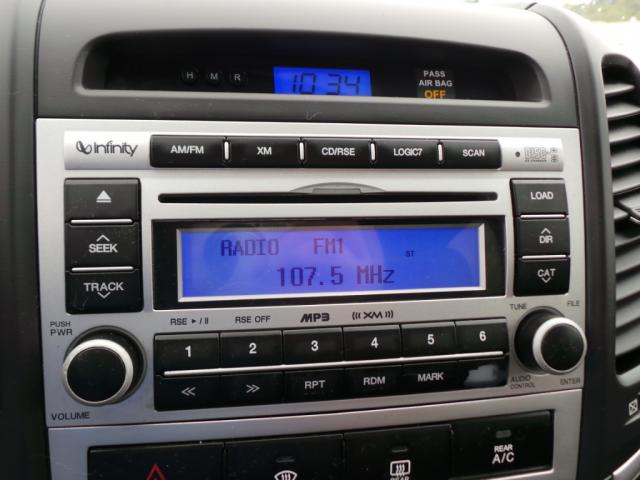 H M R
10:34
PASS
AIR BAG
OFF
infinity
AM/FM XM CD/RSE LOGIC7 SCAN
DISC
LOAD
SEEK
TRACK
RADIO FM1
ST
107.5 MHz
DIR
CAT
PUSH
PWR
VOLUME
RSE ►/II RSE OFF MP3 ((XM))
TUNE FILE
1 2 3 4 5 6
<< >> RPT RDM MARK
AUDIO
CONTROL
ENTER
REAR
REAR
A/C